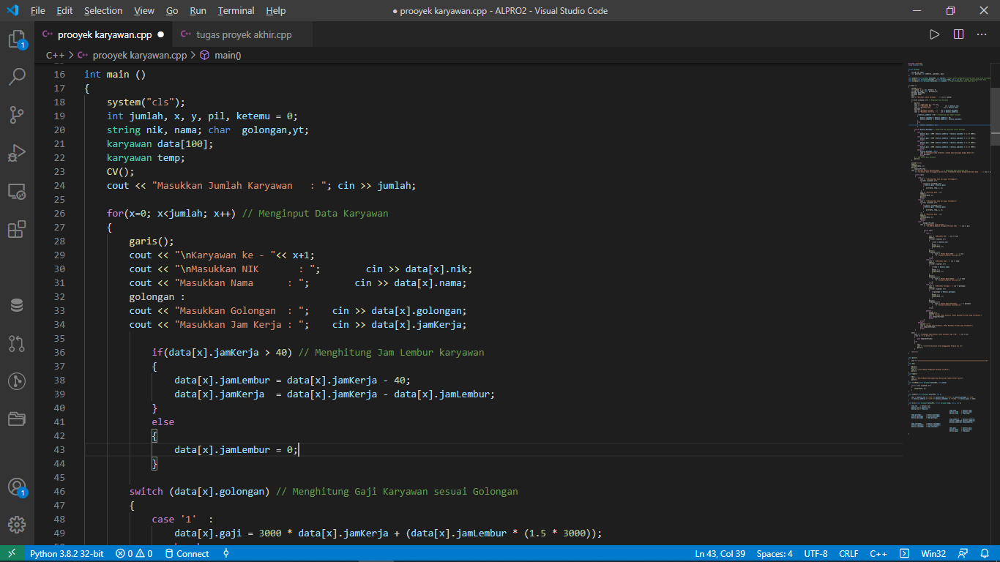 File Edit Selection View Go Run Terminal Help ● prooyek karyawan.cpp - ALPRO2 - Visual Studio Code
prooyek karyawan.cpp ● tugas proyek akhir.cpp
C++ > prooyek karyawan.cpp > main()
16 int main ()
17 {
18 system("cls");
19 int jumlah, x, y, pil, ketemu = 0;
20 string nik, nama; char  golongan,yt;
21 karyawan data[100];
22 karyawan temp;
23 CV();
24 cout << "Masukkan Jumlah Karyawan   : "; cin >> jumlah;
25
26 for(x=0; x<jumlah; x++) // Menginput Data Karyawan
27 {
28 garis();
29 cout << "\nKaryawan ke - "<< x+1;
30 cout << "\nMasukkan NIK       : ";        cin >> data[x].nik;
31 cout << "Masukkan Nama      : ";        cin >> data[x].nama;
32 golongan :
33 cout << "Masukkan Golongan  : ";    cin >> data[x].golongan;
34 cout << "Masukkan Jam Kerja : ";    cin >> data[x].jamKerja;
35
36 if(data[x].jamKerja > 40) // Menghitung Jam Lembur karyawan
37 {
38 data[x].jamLembur = data[x].jamKerja - 40;
39 data[x].jamKerja  = data[x].jamKerja - data[x].jamLembur;
40 }
41 else
42 {
43 data[x].jamLembur = 0;
44 }
45
46 switch (data[x].golongan) // Menghitung Gaji Karyawan sesuai Golongan
47 {
48 case '1'  :
49 data[x].gaji = 3000 * data[x].jamKerja + (data[x].jamLembur * (1.5 * 3000));
Python 3.8.2 32-bit 0 0 Connect Ln 43, Col 39 Spaces: 4 UTF-8 CRLF C++ Win32